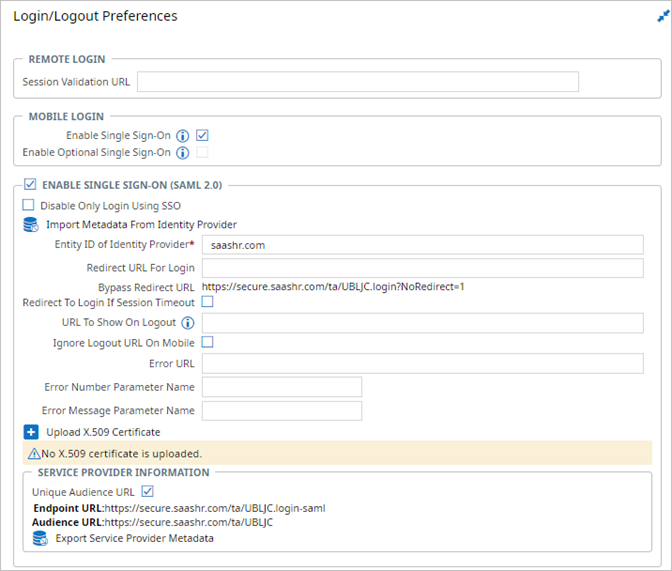 Login/Logout Preferences
REMOTE LOGIN
Session Validation URL
MOBILE LOGIN
Enable Single Sign-On
Enable Optional Single Sign-On
ENABLE SINGLE SIGN-ON (SAML 2.0)
Disable Only Login Using SSO
Import Metadata From Identity Provider
Entity ID of Identity Provider* saashr.com
Redirect URL For Login
Bypass Redirect URL https://secure.saashr.com/ta/UBLJC.login?NoRedirect=1
Redirect To Login If Session Timeout
URL To Show On Logout
Ignore Logout URL On Mobile
Error URL
Error Number Parameter Name
Error Message Parameter Name
Upload X.509 Certificate
No X.509 certificate is uploaded.
SERVICE PROVIDER INFORMATION
Unique Audience URL
Endpoint URL:https://secure.saashr.com/ta/UBLJC.login-saml
Audience URL:https://secure.saashr.com/ta/UBLJC
Export Service Provider Metadata